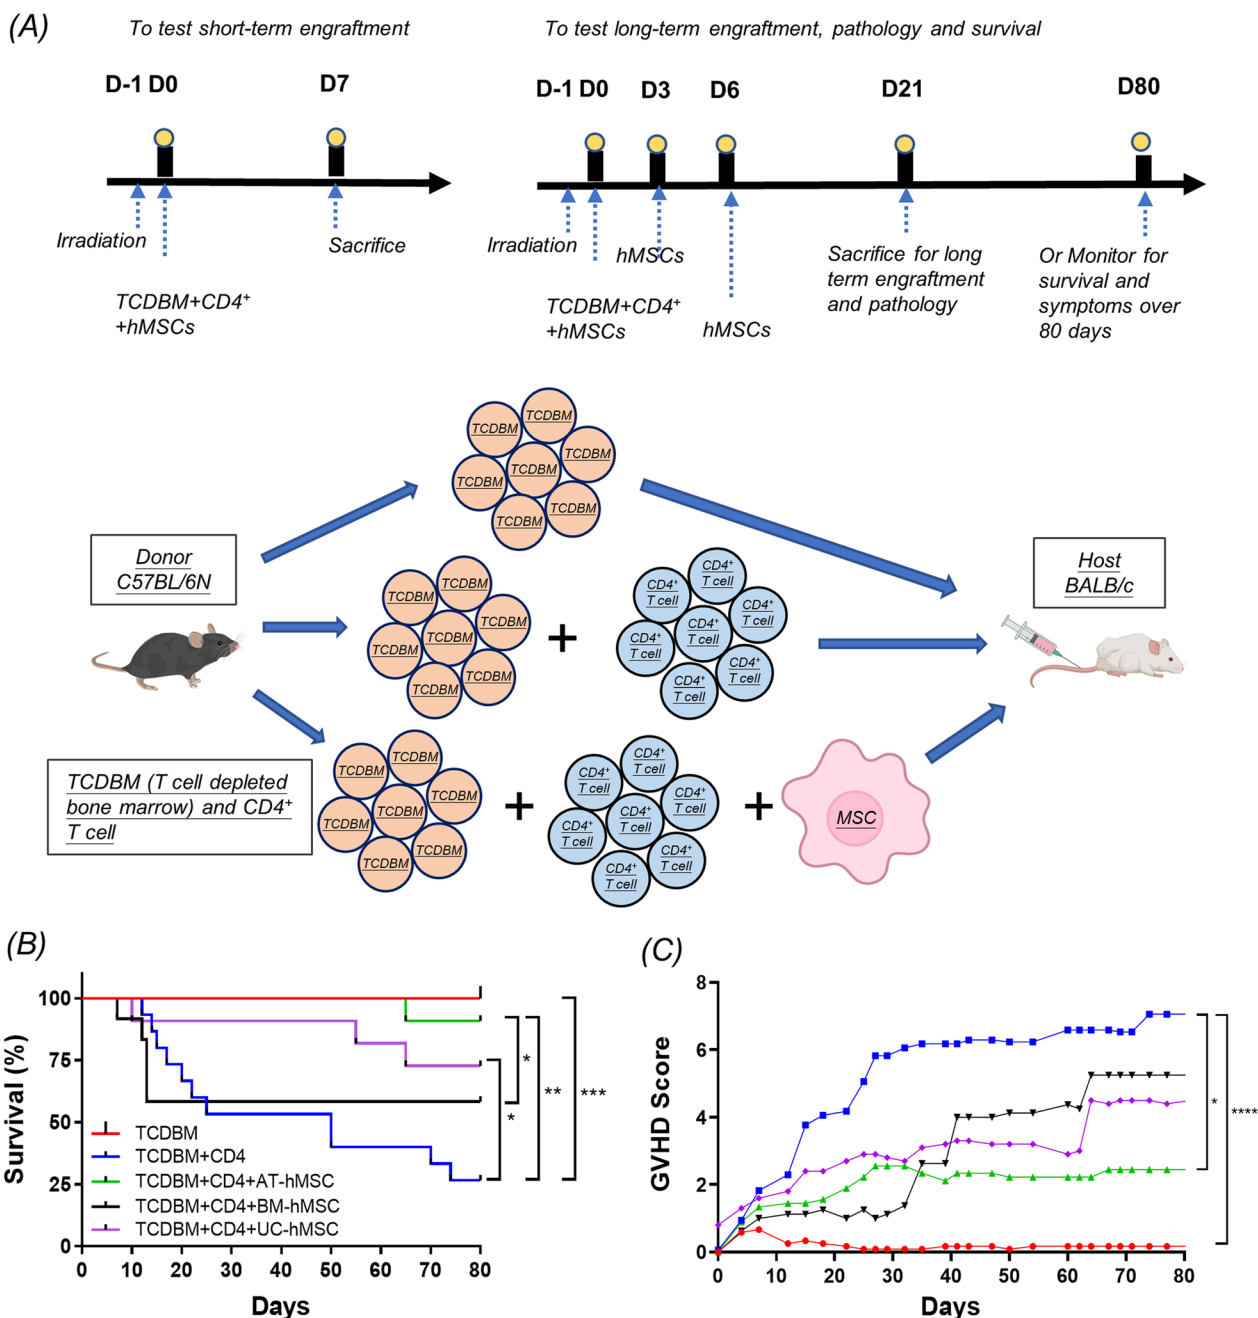 (A)
To test short-term engraftment
To test long-term engraftment, pathology and survival
D-1 D0
D7
D-1 D0
D3
D6
D21
D80
Irradiation
Sacrifice
TCDBM+CD4⁺
+hMSCs
Irradiation
hMSCs
TCDBM+CD4⁺
+hMSCs
hMSCs
Sacrifice for long
term engraftment
and pathology
Or Monitor for
survival and
symptoms over
80 days
Donor
C57BL/6N
TCDBM
TCDBM
TCDBM
TCDBM
TCDBM
TCDBM
TCDBM
Host
BALB/c
TCDBM
TCDBM
TCDBM
TCDBM
TCDBM
TCDBM
TCDBM
+
CD4⁺
T cell
CD4⁺
T cell
CD4⁺
T cell
CD4⁺
T cell
CD4⁺
T cell
CD4⁺
T cell
CD4⁺
T cell
TCDBM (T cell depleted
bone marrow) and CD4⁺
T cell
TCDBM
TCDBM
TCDBM
TCDBM
TCDBM
TCDBM
TCDBM
+
CD4⁺
T cell
CD4⁺
T cell
CD4⁺
T cell
CD4⁺
T cell
CD4⁺
T cell
CD4⁺
T cell
CD4⁺
T cell
+
MSC
(B)
Survival (%)
100
75
50
25
0
0 10 20 30 40 50 60 70 80
Days
TCDBM
TCDBM+CD4
TCDBM+CD4+AT-hMSC
TCDBM+CD4+BM-hMSC
TCDBM+CD4+UC-hMSC
*
*
**
***
(C)
GVHD Score
8
6
4
2
0
0 10 20 30 40 50 60 70 80
Days
*
****